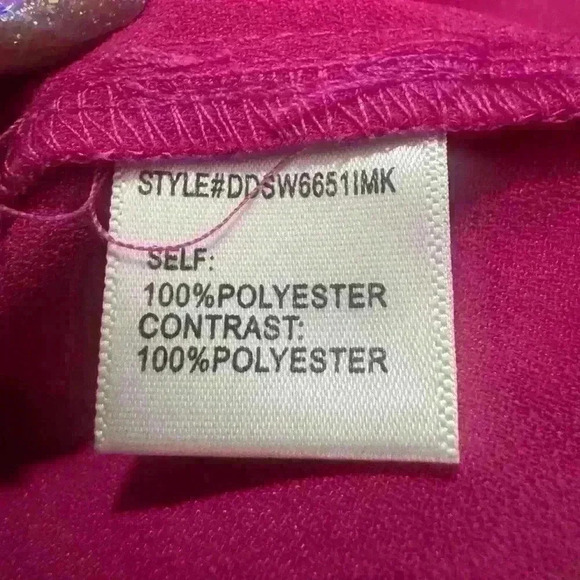 STYLE#DDSW6651IMK
SELF:
100%POLYESTER
CONTRAST:
100%POLYESTER